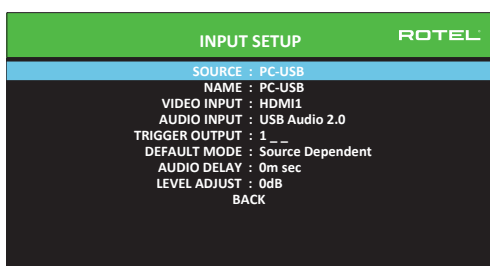 INPUT SETUP
ROTEL
SOURCE : PC-USB
NAME : PC-USB
VIDEO INPUT : HDMI1
AUDIO INPUT : USB Audio 2.0
TRIGGER OUTPUT : 1 _ _
DEFAULT MODE : Source Dependent
AUDIO DELAY : 0m sec
LEVEL ADJUST : 0dB
BACK